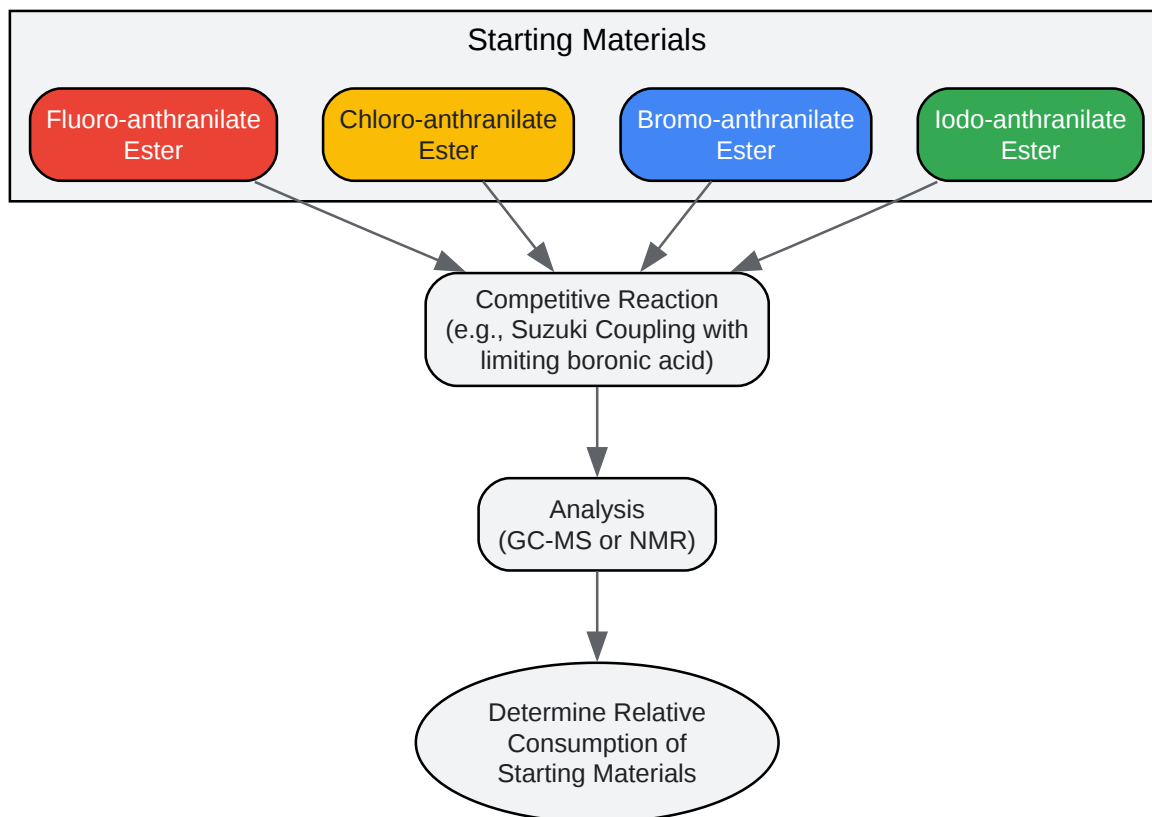 Starting Materials
Fluoro-anthranilate
Ester
Chloro-anthranilate
Ester
Bromo-anthranilate
Ester
Iodo-anthranilate
Ester
Competitive Reaction
(e.g., Suzuki Coupling with
limiting boronic acid)
Analysis
(GC-MS or NMR)
Determine Relative
Consumption of
Starting Materials